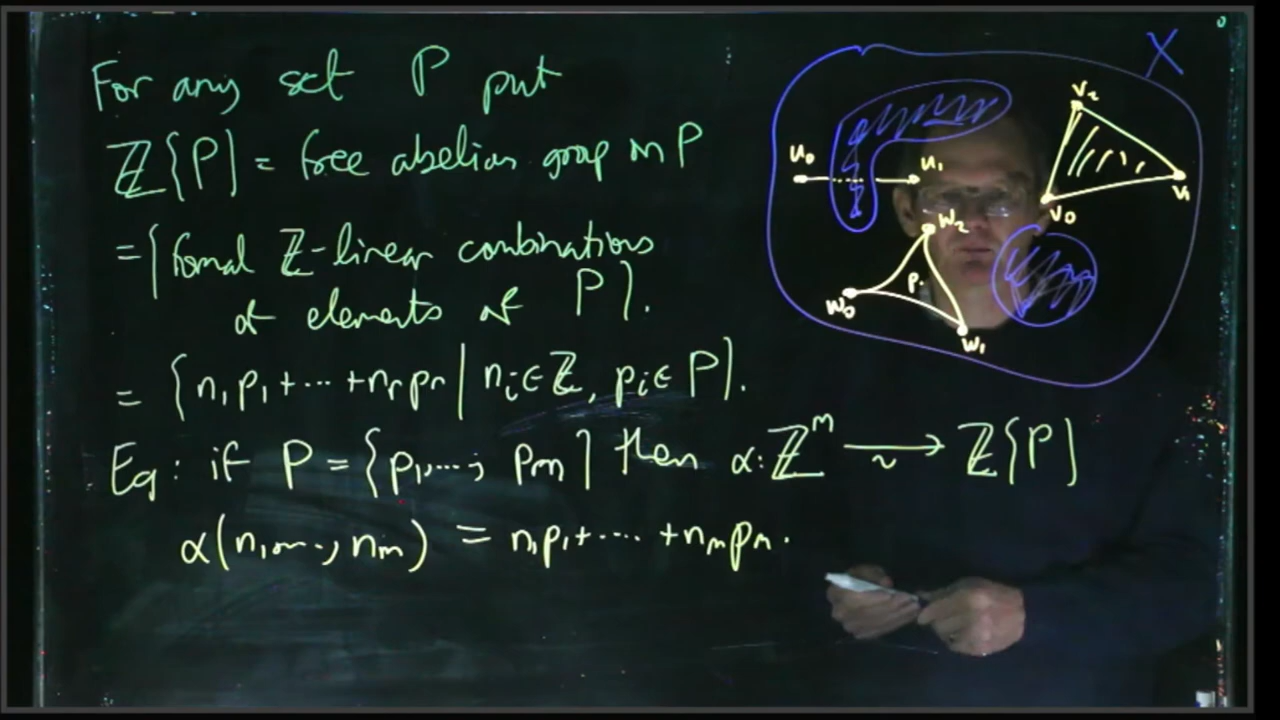 For any set P put
ℤ{P} = free abelian group on P
= {formal ℤ-linear combinations
of elements of P}.
= {n₁p₁+⋯+nᵣpᵣ | nᵢ∈ℤ, pᵢ∈P}.
Eg: if P = {p₁,…, pₘ} then α: ℤᵐ ⟶ ℤ{P}
~
α(n₁,…, nₘ) = n₁p₁+⋯⋅+nₘpₘ.
X
u₀ u₁
v₂
v₁
v₀
w₂
p.
w₀
w₁